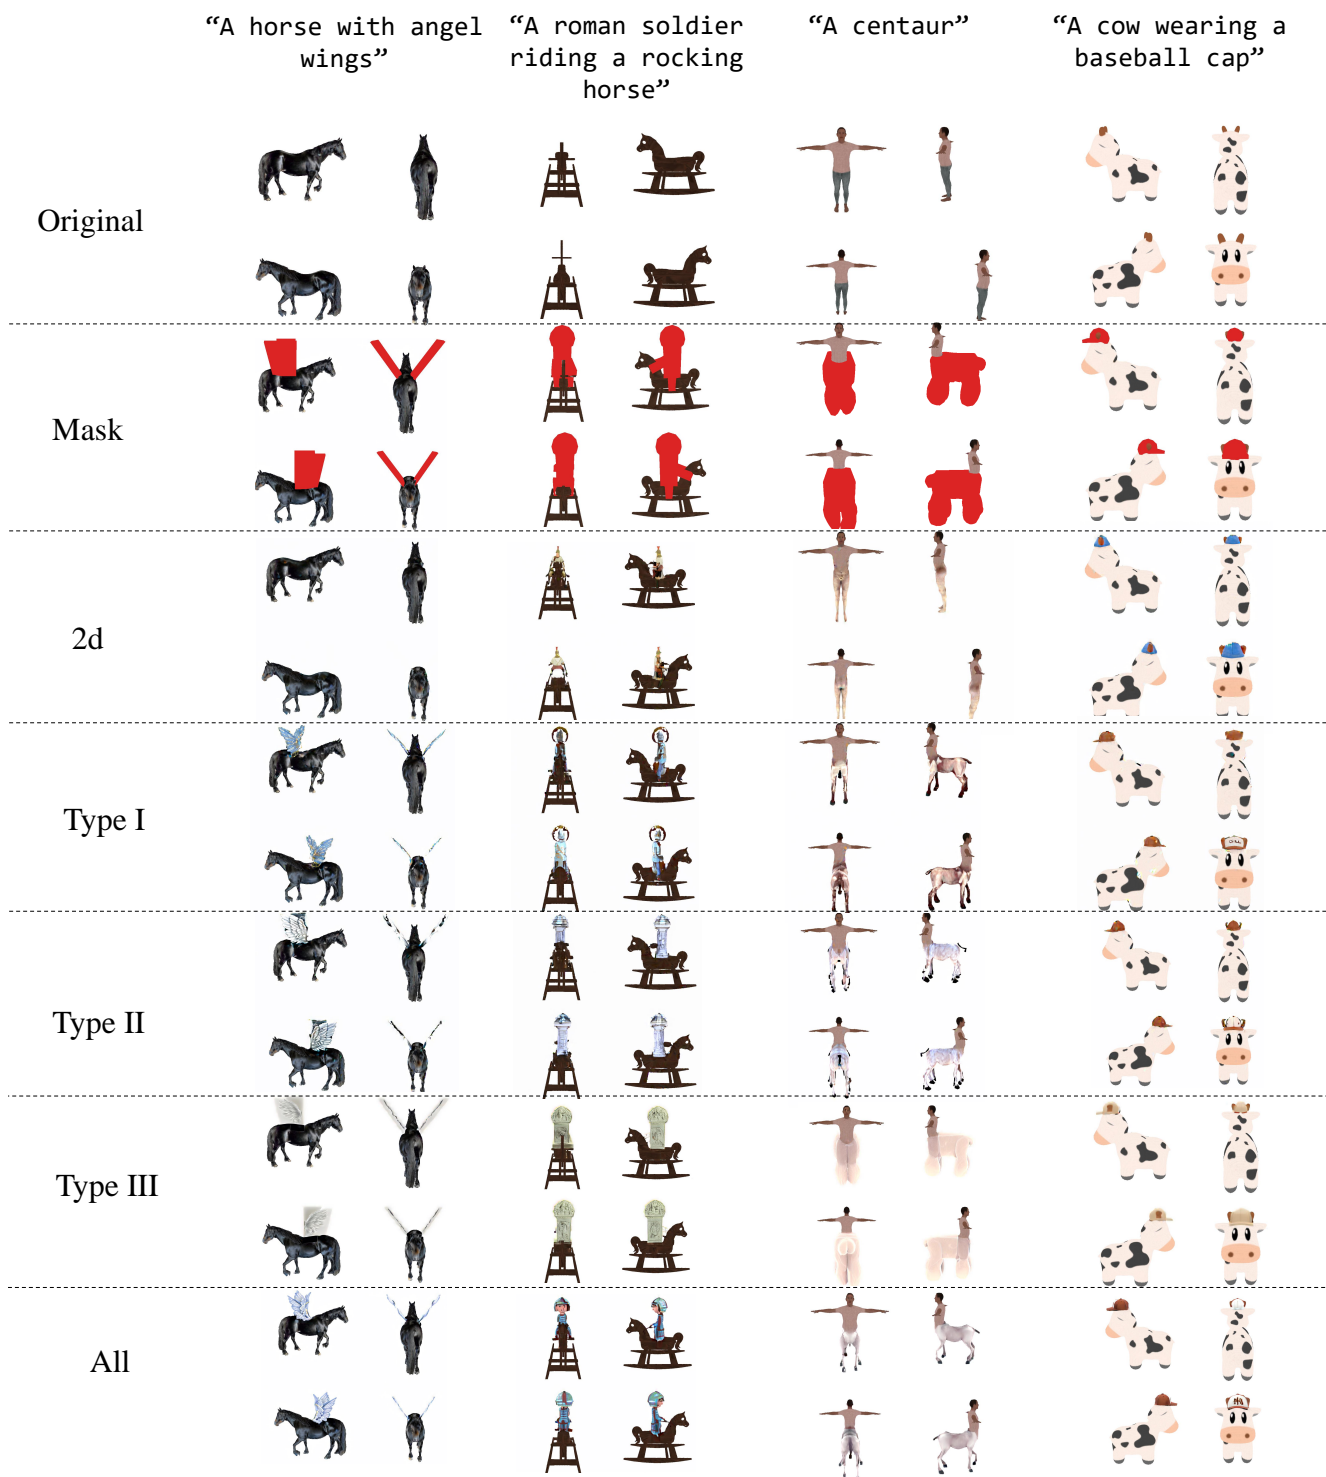 “A horse with angel
wings”
“A roman soldier
riding a rocking
horse”
“A centaur”
“A cow wearing a
baseball cap”
Original
Mask
2d
Type I
Type II
Type III
All